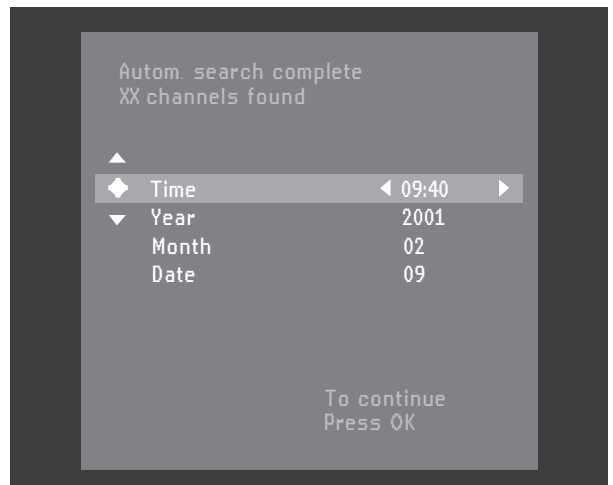 Autom. search complete
XX channels found
Time 09:40
Year 2001
Month 02
Date 09
To continue
Press OK